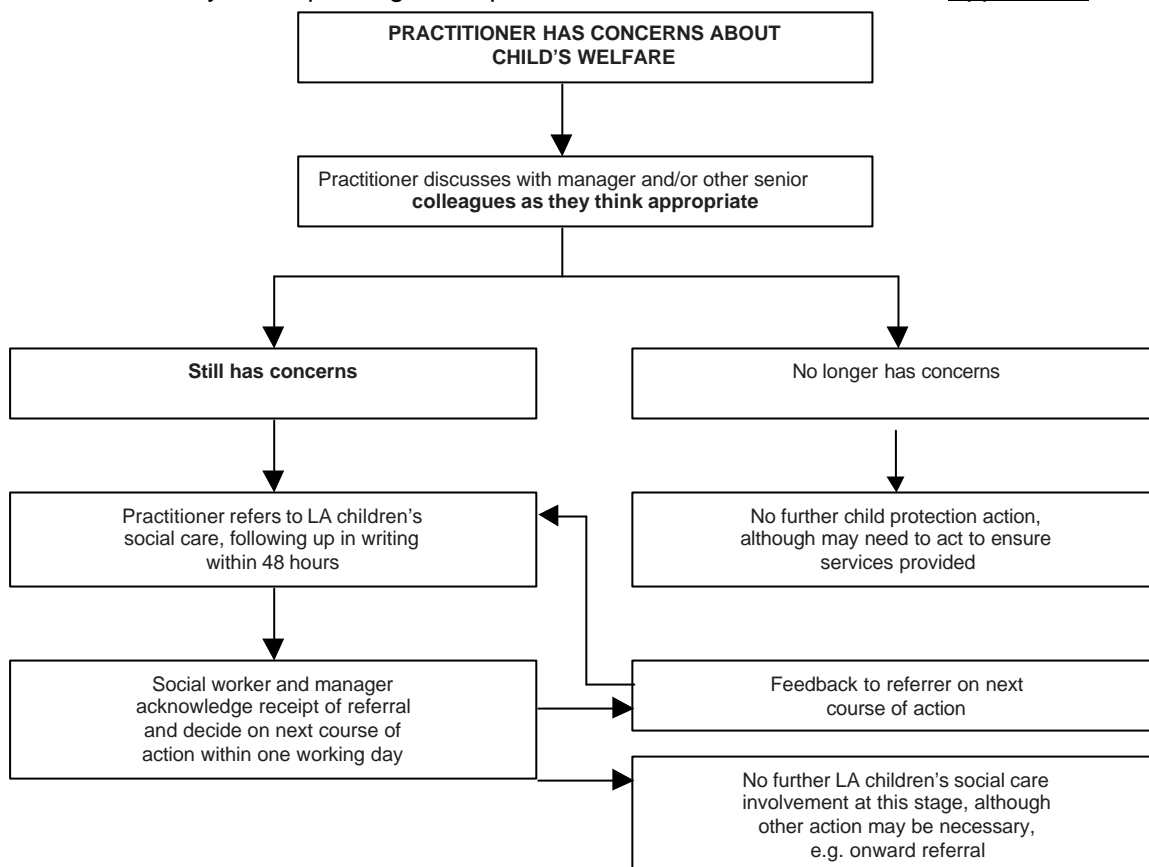 PRACTITIONER HAS CONCERNS ABOUT
CHILD'S WELFARE
Practitioner discusses with manager and/or other senior
colleagues as they think appropriate
Still has concerns
No longer has concerns
Practitioner refers to LA children's
social care, following up in writing
within 48 hours
No further child protection action,
although may need to act to ensure
services provided
Social worker and manager
acknowledge receipt of referral
and decide on next course of
action within one working day
Feedback to referrer on next
course of action
No further LA children's social care
involvement at this stage, although
other action may be necessary,
e.g. onward referral